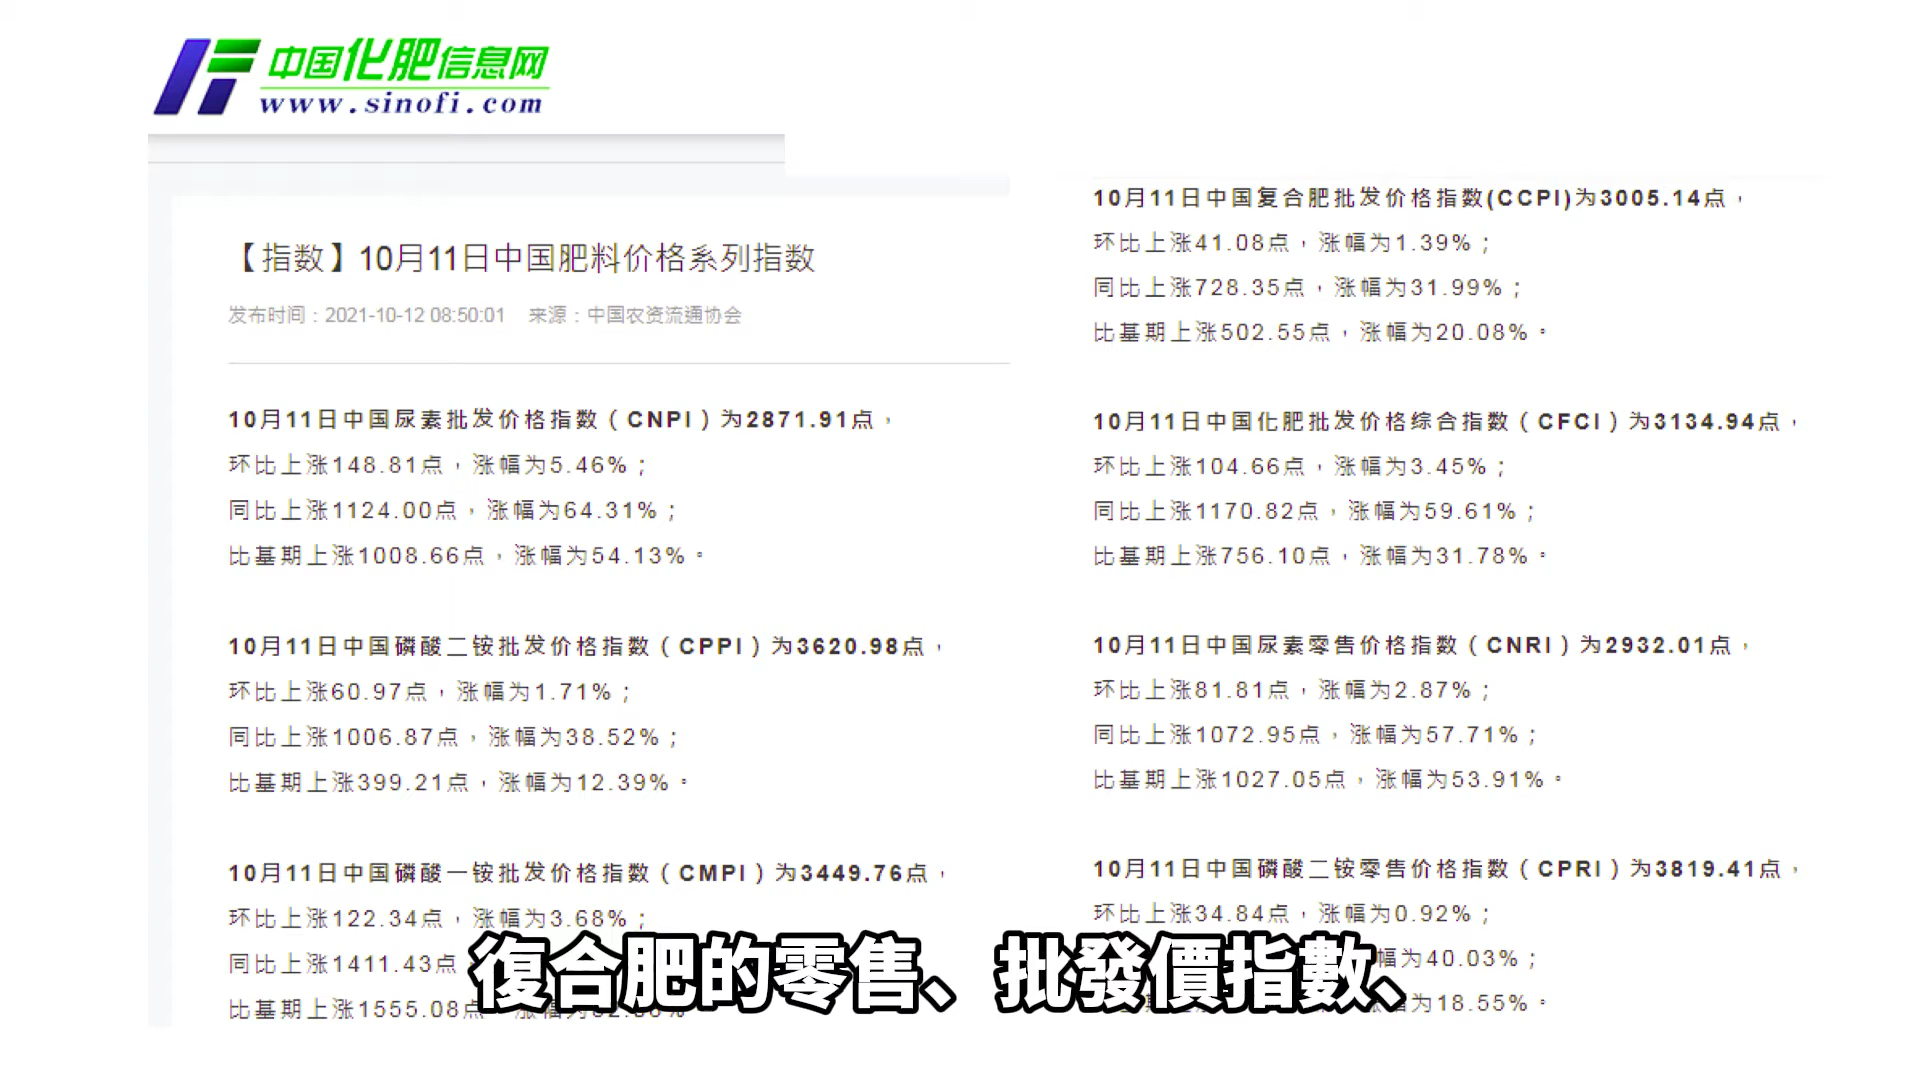 中国化肥信息网
www.sinofi.com
【指数】10月11日中国肥料价格系列指数
发布时间：2021-10-12 08:50:01 来源：中国农资流通协会
10月11日中国尿素批发价格指数（CNPI）为2871.91点，
环比上涨148.81点，涨幅为5.46%；
同比上涨1124.00点，涨幅为64.31%；
比基期上涨1008.66点，涨幅为54.13%。
10月11日中国磷酸二铵批发价格指数（CPPI）为3620.98点，
环比上涨60.97点，涨幅为1.71%；
同比上涨1006.87点，涨幅为38.52%；
比基期上涨399.21点，涨幅为12.39%。
10月11日中国磷酸一铵批发价格指数（CMPI）为3449.76点，
环比上涨122.34点，涨幅为3.68%；
同比上涨1411.43点
比基期上涨1555.08点
10月11日中国复合肥批发价格指数(CCPI)为3005.14点，
环比上涨41.08点，涨幅为1.39%；
同比上涨728.35点，涨幅为31.99%；
比基期上涨502.55点，涨幅为20.08%。
10月11日中国化肥批发价格综合指数（CFCI）为3134.94点，
环比上涨104.66点，涨幅为3.45%；
同比上涨1170.82点，涨幅为59.61%；
比基期上涨756.10点，涨幅为31.78%。
10月11日中国尿素零售价格指数（CNRI）为2932.01点，
环比上涨81.81点，涨幅为2.87%；
同比上涨1072.95点，涨幅为57.71%；
比基期上涨1027.05点，涨幅为53.91%。
10月11日中国磷酸二铵零售价格指数（CPRI）为3819.41点，
环比上涨34.84点，涨幅为0.92%；
幅为40.03%；
涨幅为18.55%。
復合肥的零售、批發價指數、